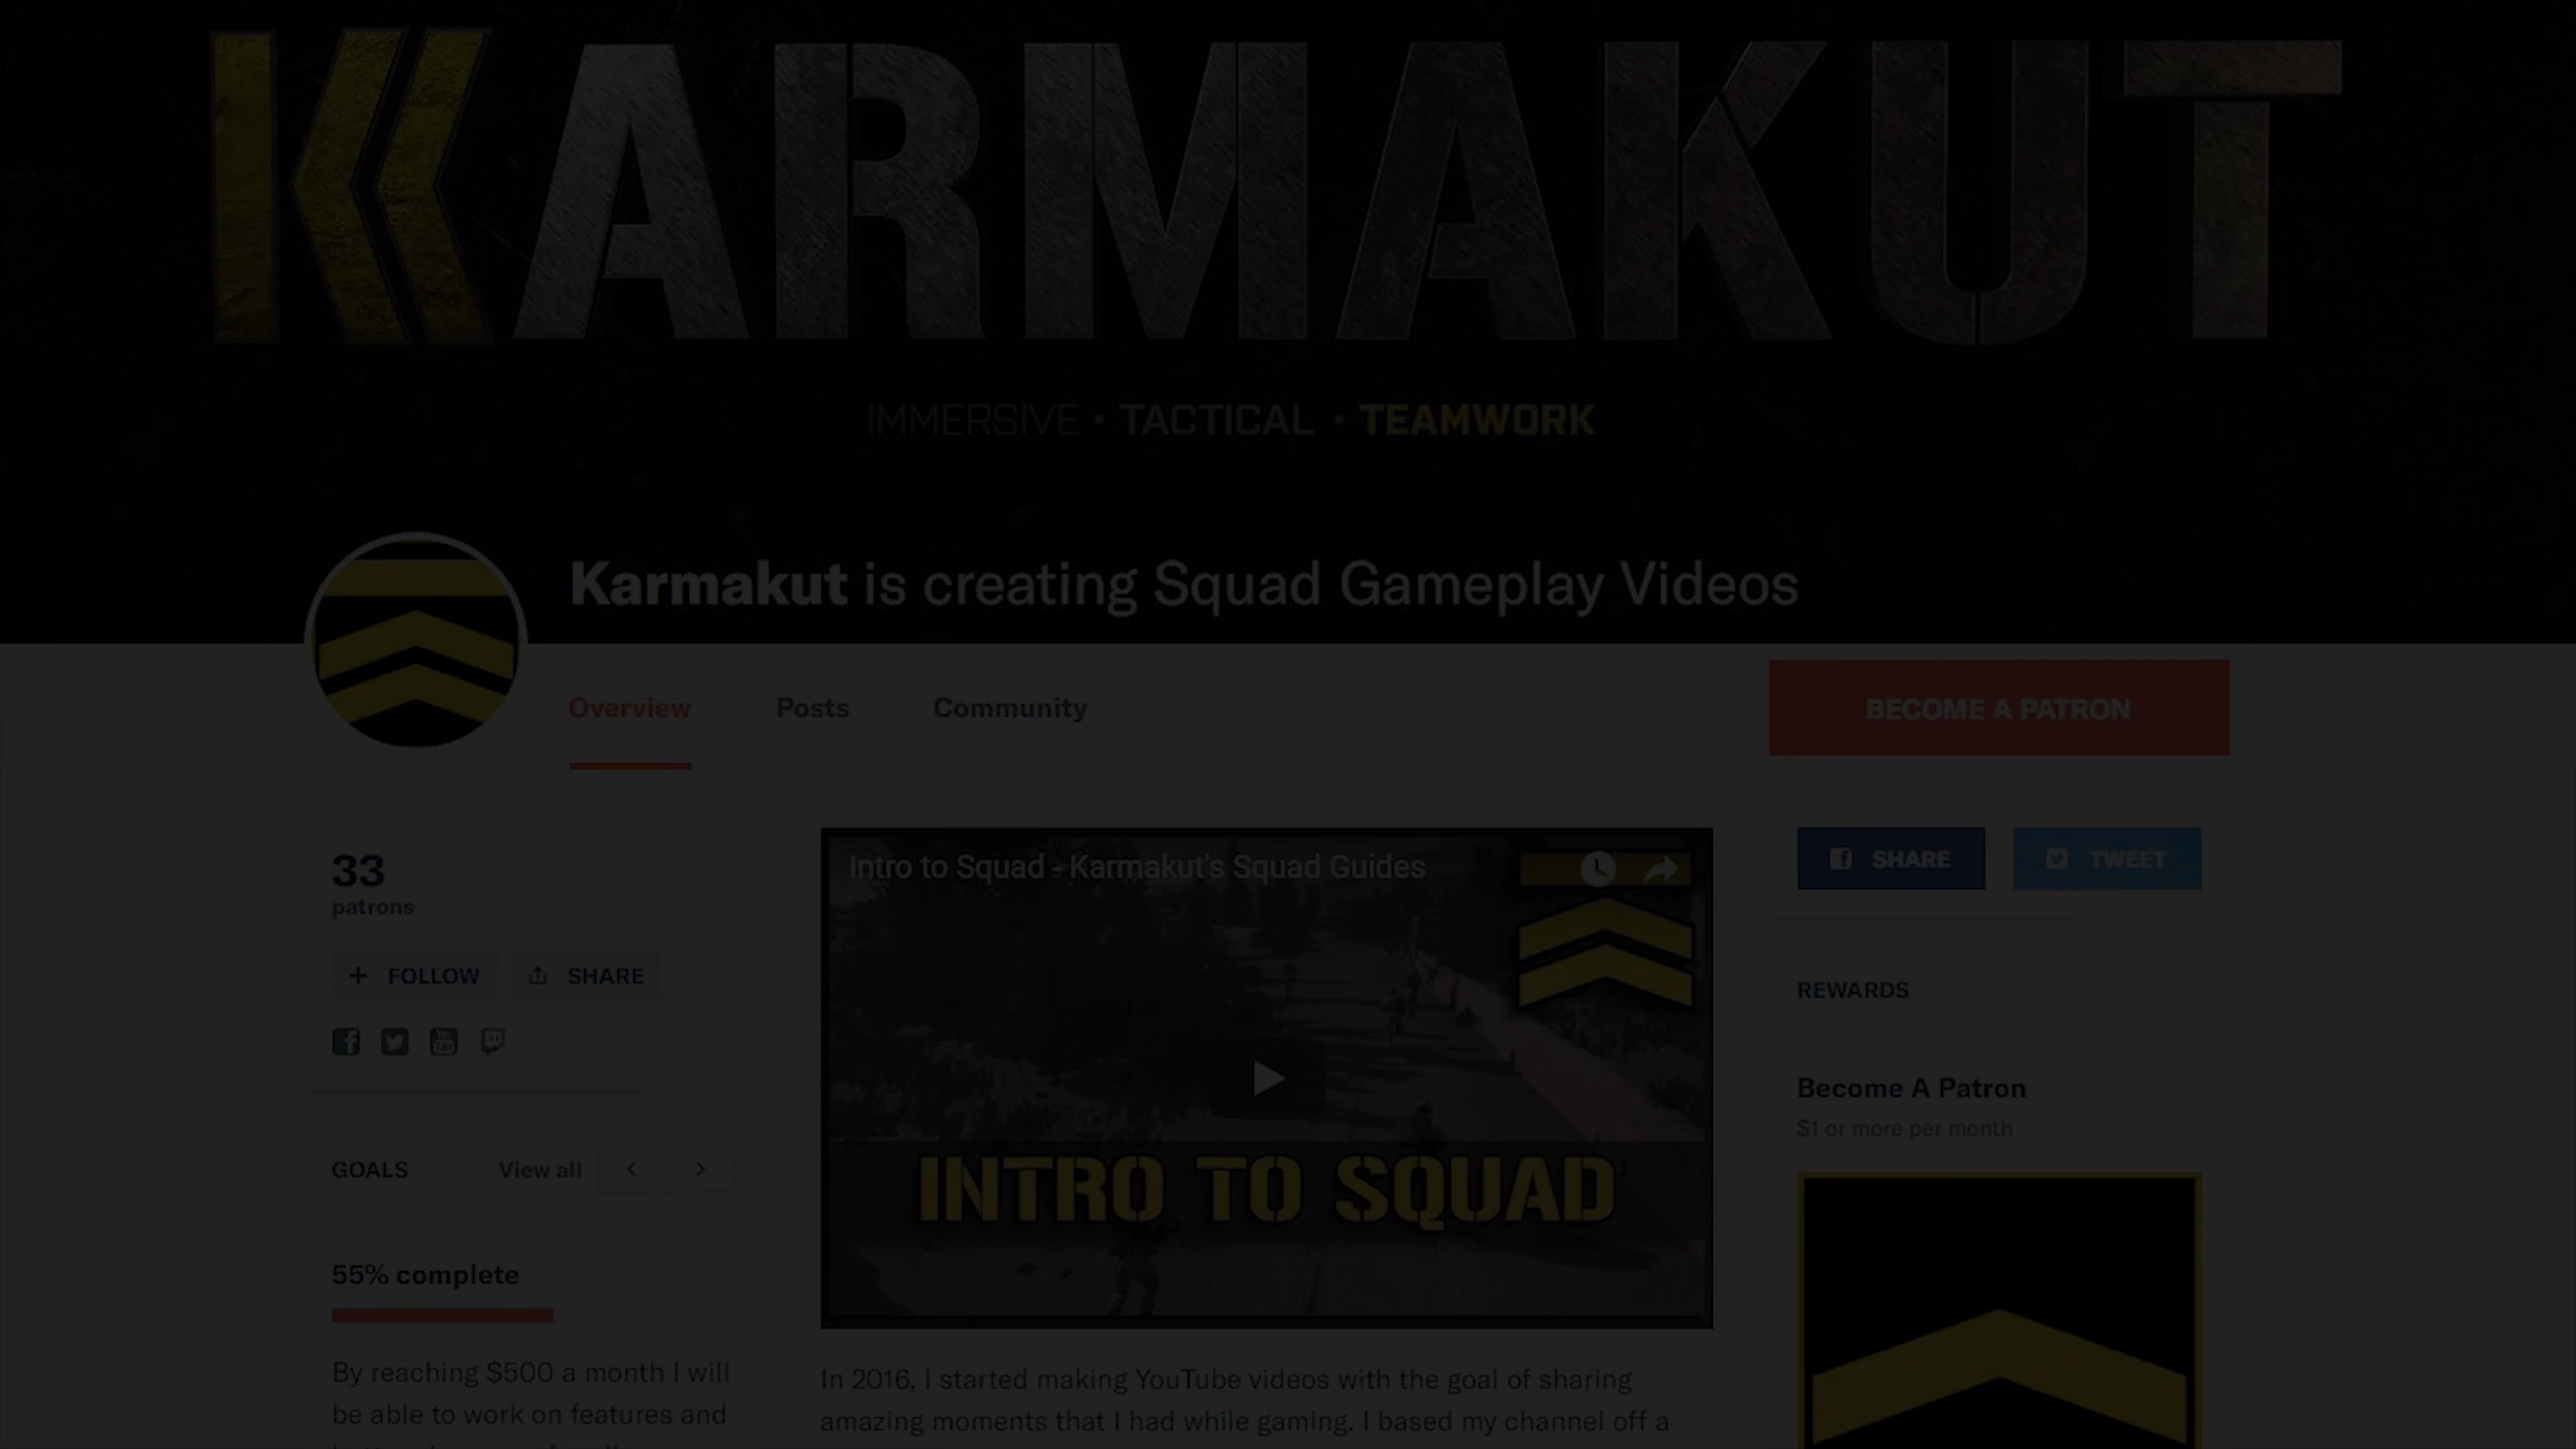 KARMAKUT
IMMERSIVE • TACTICAL • TEAMWORK
Karmakut is creating Squad Gameplay Videos
Overview
Posts
Community
BECOME A PATRON
33
patrons
+ FOLLOW
SHARE
GOALS
View all
55% complete
By reaching $500 a month I will
be able to work on features and
Intro to Squad - Karmakut's Squad Guides
INTRO TO SQUAD
In 2016, I started making YouTube videos with the goal of sharing
amazing moments that I had while gaming. I based my channel off a
SHARE
TWEET
REWARDS
Become A Patron
$1 or more per month